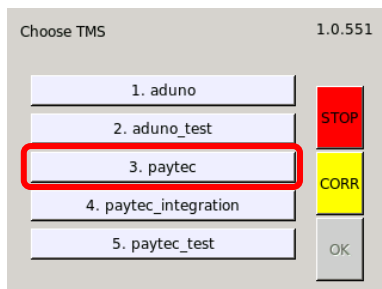 Choose TMS
1.0.551
1. aduno
2. aduno_test
3. paytec
4. paytec_integration
5. paytec_test
STOP
CORR
OK